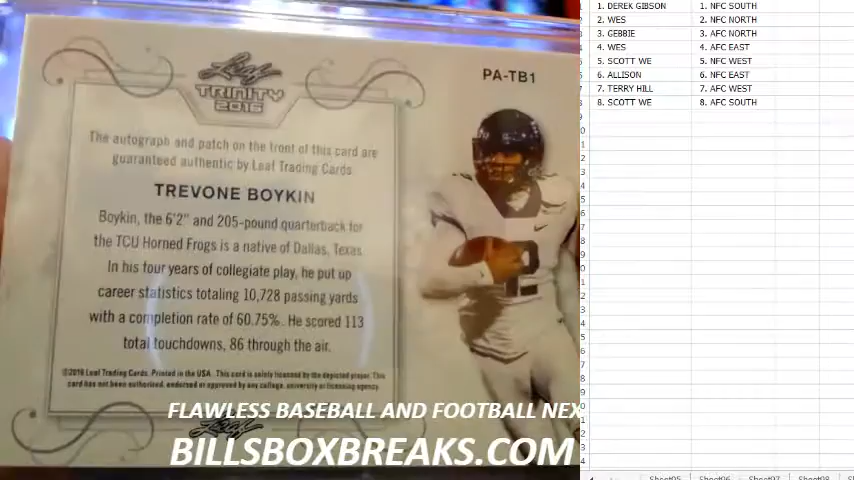 Leaf
TRINITY
2016
PA-TB1
The autograph and patch on the front of this card are
guaranteed authentic by Leaf Trading Cards
TREVONE BOYKIN
Boykin, the 6'2" and 205-pound quarterback for
the TCU Horned Frogs is a native of Dallas, Texas
In his four years of collegiate play, he put up
career statistics totaling 10,728 passing yards
with a completion rate of 60.75%. He scored 113
total touchdowns, 86 through the air.
©2016 Leaf Trading Cards. Printed in the USA. This card is solely licensed by the depicted player. This
card has not been authorized, endorsed or approved by any college, university or licensing agency.
Leaf
2
FLAWLESS BASEBALL AND FOOTBALL NEX
BILLSBOXBREAKS.COM
1. DEREK GIBSON 1. NFC SOUTH
2. WES 2. NFC NORTH
3. GEBBIE 3. AFC NORTH
4. WES 4. AFC EAST
5. SCOTT WE 5. NFC WEST
6. ALLISON 6. NFC EAST
7. TERRY HILL 7. AFC WEST
8. SCOTT WE 8. AFC SOUTH